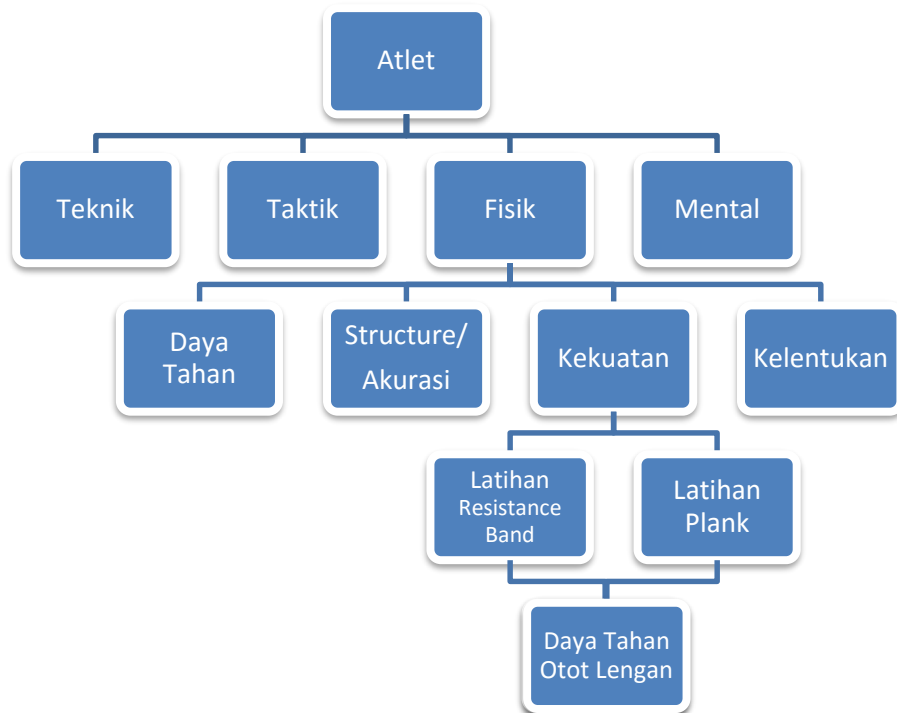 Atlet
Teknik
Taktik
Fisik
Mental
Daya
Tahan
Structure/
Akurasi
Kekuatan
Kelentukan
Latihan
Resistance
Band
Latihan
Plank
Daya Tahan
Otot Lengan